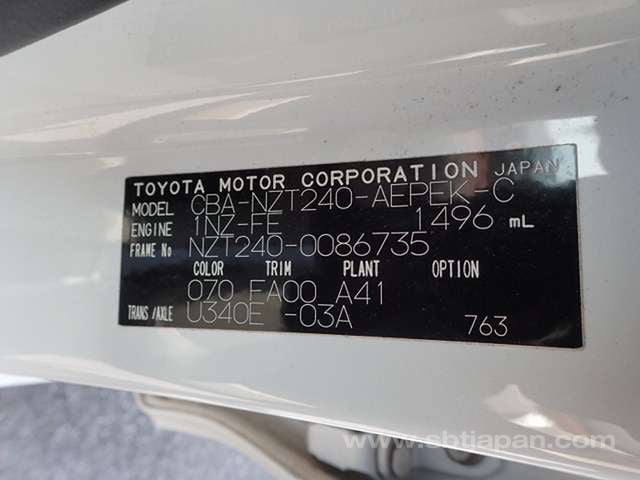 TOYOTA MOTOR CORPORATION JAPAN
MODEL CBA-NZT240-AEPEK-C
ENGINE 1NZ-FE 1496 mL
FRAME No NZT240-0086735
COLOR TRIM PLANT OPTION
070 FA00 A41
TRANS/AXLE U340E -03A 763
www.sbtjapan.com